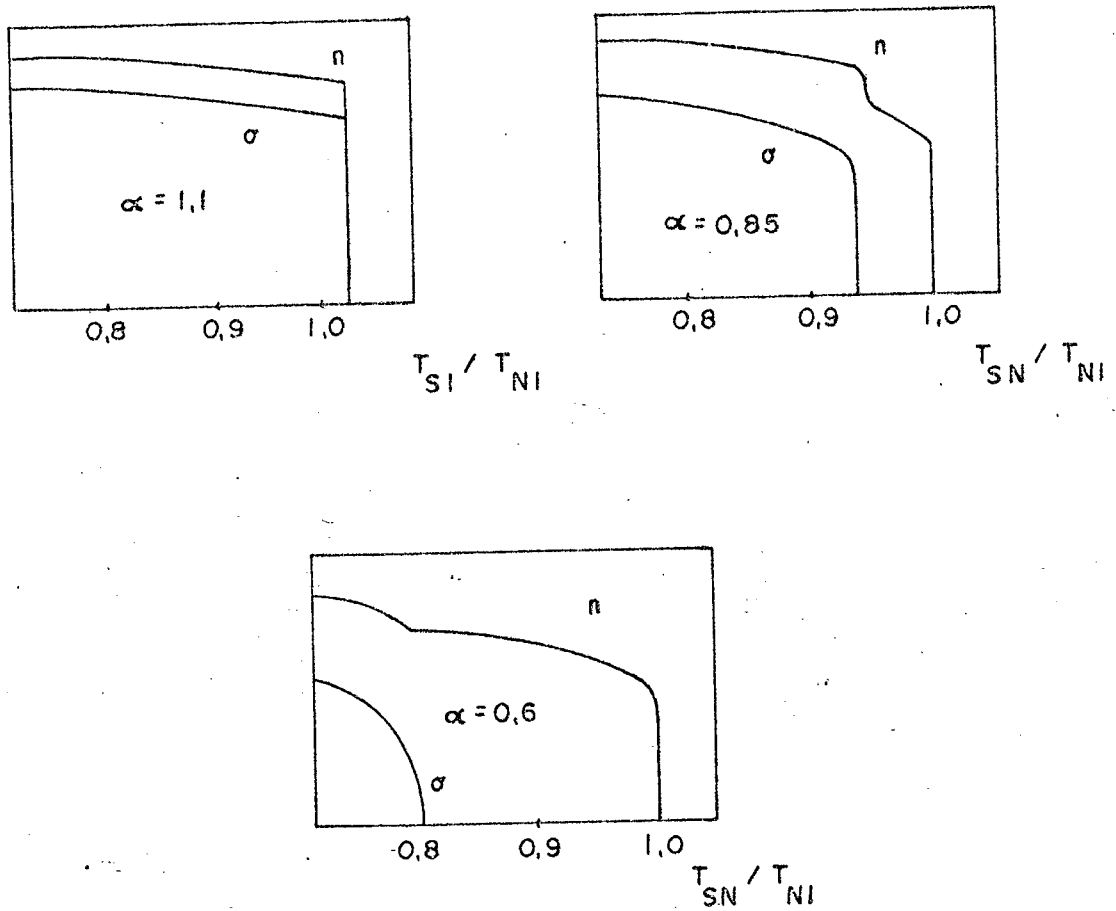 n
σ
α = 1,1
0,8 0,9 1,0
T_SI / T_NI
n
σ
α = 0,85
0,8 0,9 1,0
T_SN / T_NI
n
α = 0,6
σ
0,8 0,9 1,0
T_SN / T_NI